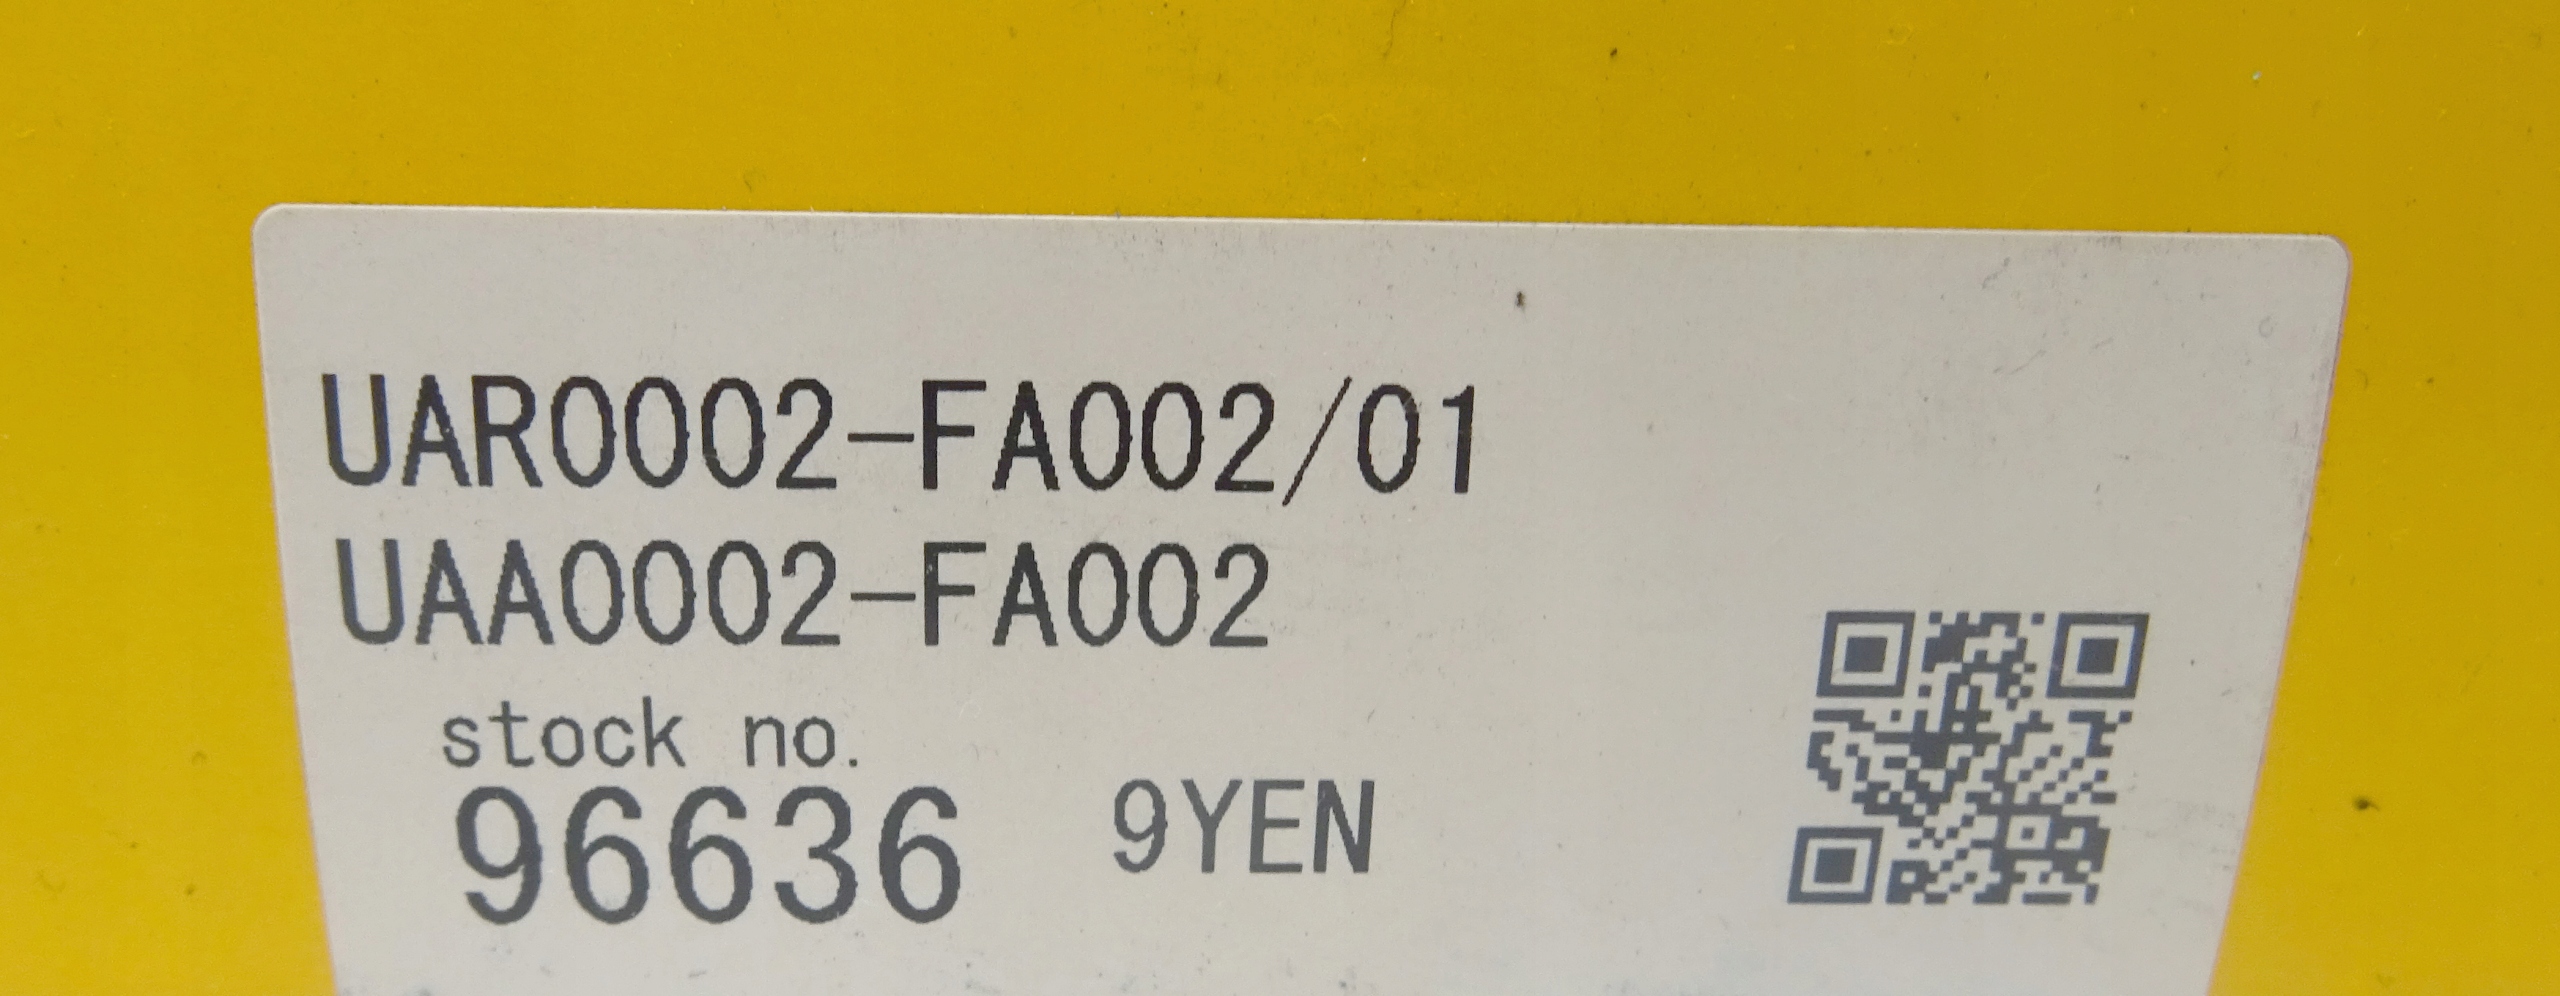 UAR0002-FA002/01
UAA0002-FA002
stock no.
96636 9YEN